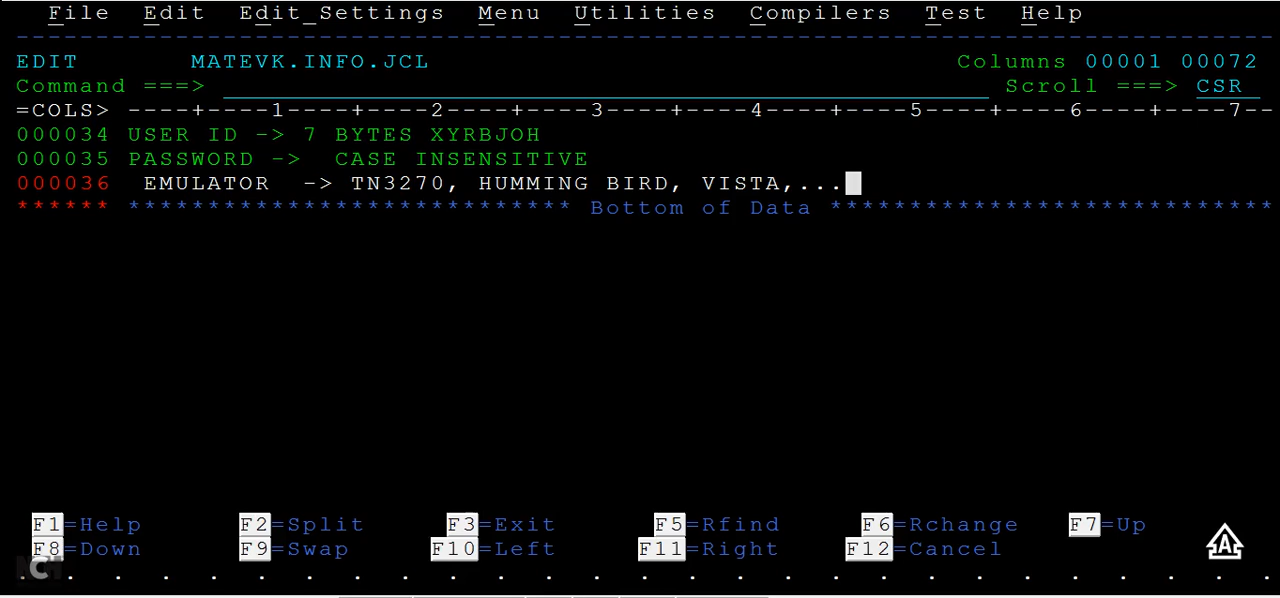 File Edit Edit_Settings Menu Utilities Compilers Test Help
EDIT MATEVK.INFO.JCL Columns 00001 00072
Command ===> Scroll ===> CSR
=COLS> ----+----1----+----2----+----3----+----4----+----5----+----6----+----7--
000034 USER ID -> 7 BYTES XYRBJOH
000035 PASSWORD -> CASE INSENSITIVE
000036 EMULATOR -> TN3270, HUMMING BIRD, VISTA,...
****** **************************** Bottom of Data ****************************
F1=Help F2=Split F3=Exit F5=Rfind F6=Rchange F7=Up
F8=Down F9=Swap F10=Left F11=Right F12=Cancel
A